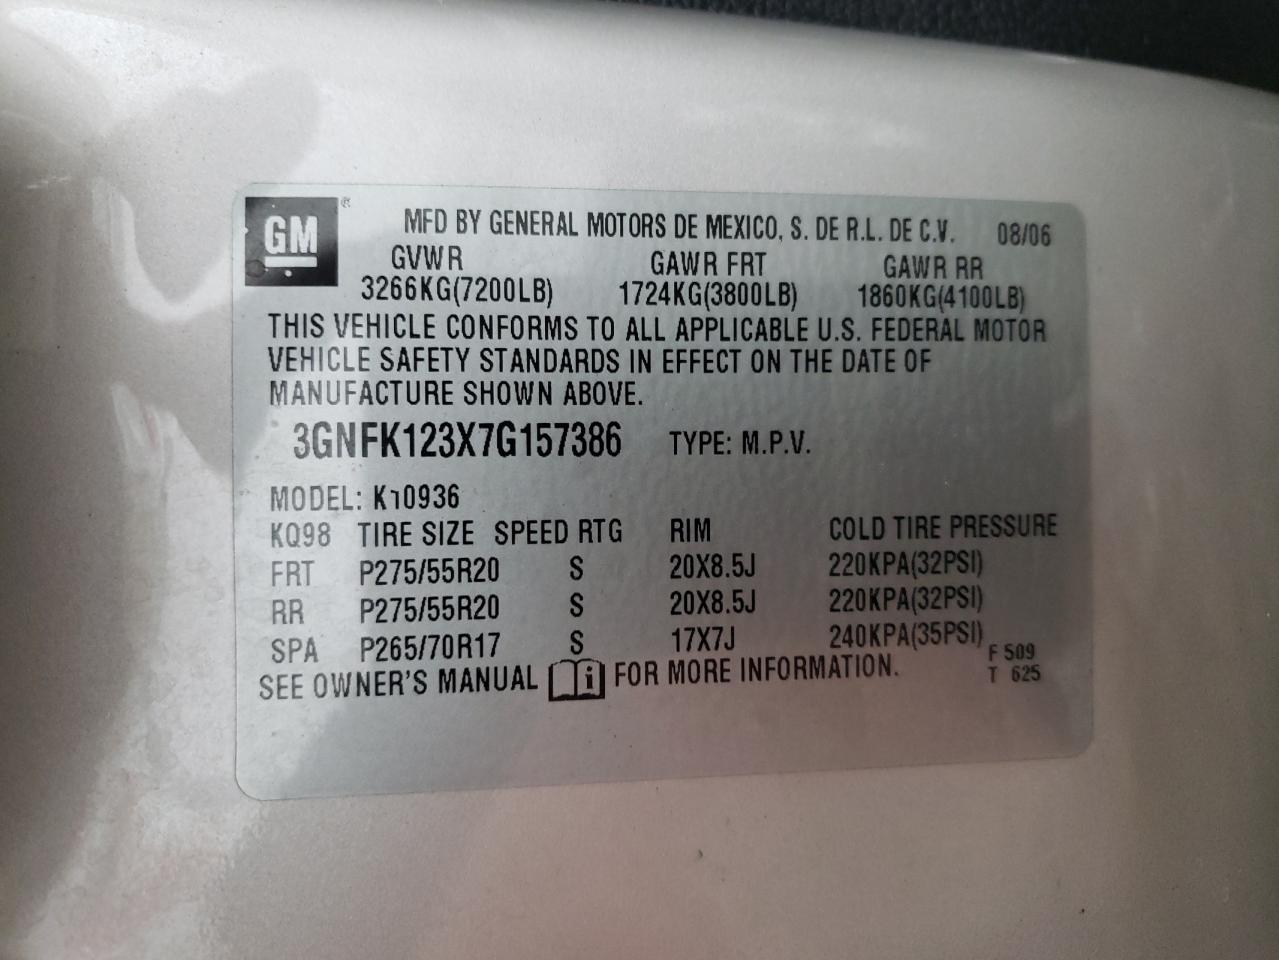 GM ®
MFD BY GENERAL MOTORS DE MEXICO, S. DE R.L. DE C.V. 08/06
GVWR GAWR FRT GAWR RR
3266KG(7200LB) 1724KG(3800LB) 1860KG(4100LB)
THIS VEHICLE CONFORMS TO ALL APPLICABLE U.S. FEDERAL MOTOR
VEHICLE SAFETY STANDARDS IN EFFECT ON THE DATE OF
MANUFACTURE SHOWN ABOVE.
3GNFK123X7G157386 TYPE: M.P.V.
MODEL: K10936
KQ98 TIRE SIZE SPEED RTG RIM COLD TIRE PRESSURE
FRT P275/55R20 S 20X8.5J 220KPA(32PSI)
RR P275/55R20 S 20X8.5J 220KPA(32PSI)
SPA P265/70R17 S 17X7J 240KPA(35PSI)
F 509
SEE OWNER'S MANUAL i FOR MORE INFORMATION. T 625